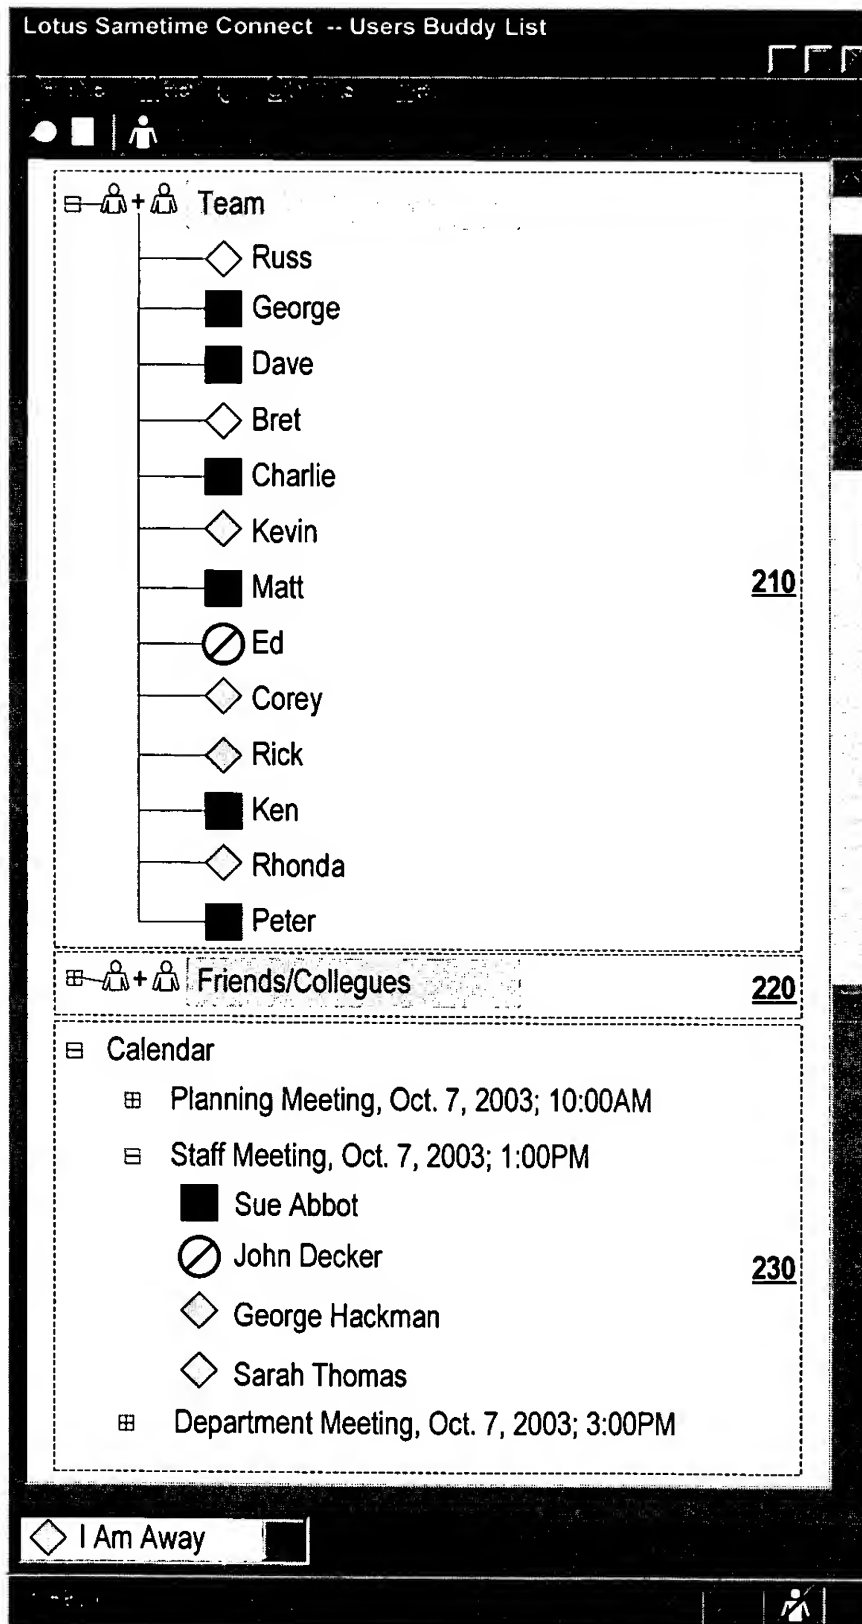 Lotus Sametime Connect -- Users Buddy List
Team
Russ
George
Dave
Bret
Charlie
Kevin
Matt
210
Ed
Corey
Rick
Ken
Rhonda
Peter
Friends/Collegues
220
Calendar
Planning Meeting, Oct. 7, 2003; 10:00AM
Staff Meeting, Oct. 7, 2003; 1:00PM
Sue Abbot
John Decker
230
George Hackman
Sarah Thomas
Department Meeting, Oct. 7, 2003; 3:00PM
I Am Away